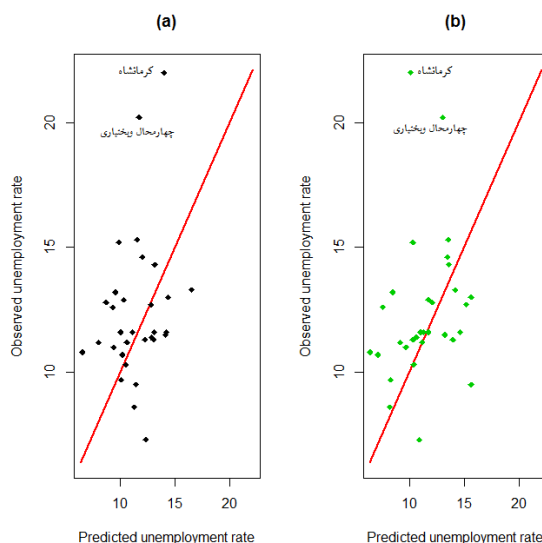 (a)
(b)
کرمانشاه
چهارمحال وبختیاری
کرمانشاه
چهارمحال وبختیاری
Observed unemployment rate
10
15
20
Observed unemployment rate
10
15
20
10 15 20
10 15 20
Predicted unemployment rate
Predicted unemployment rate